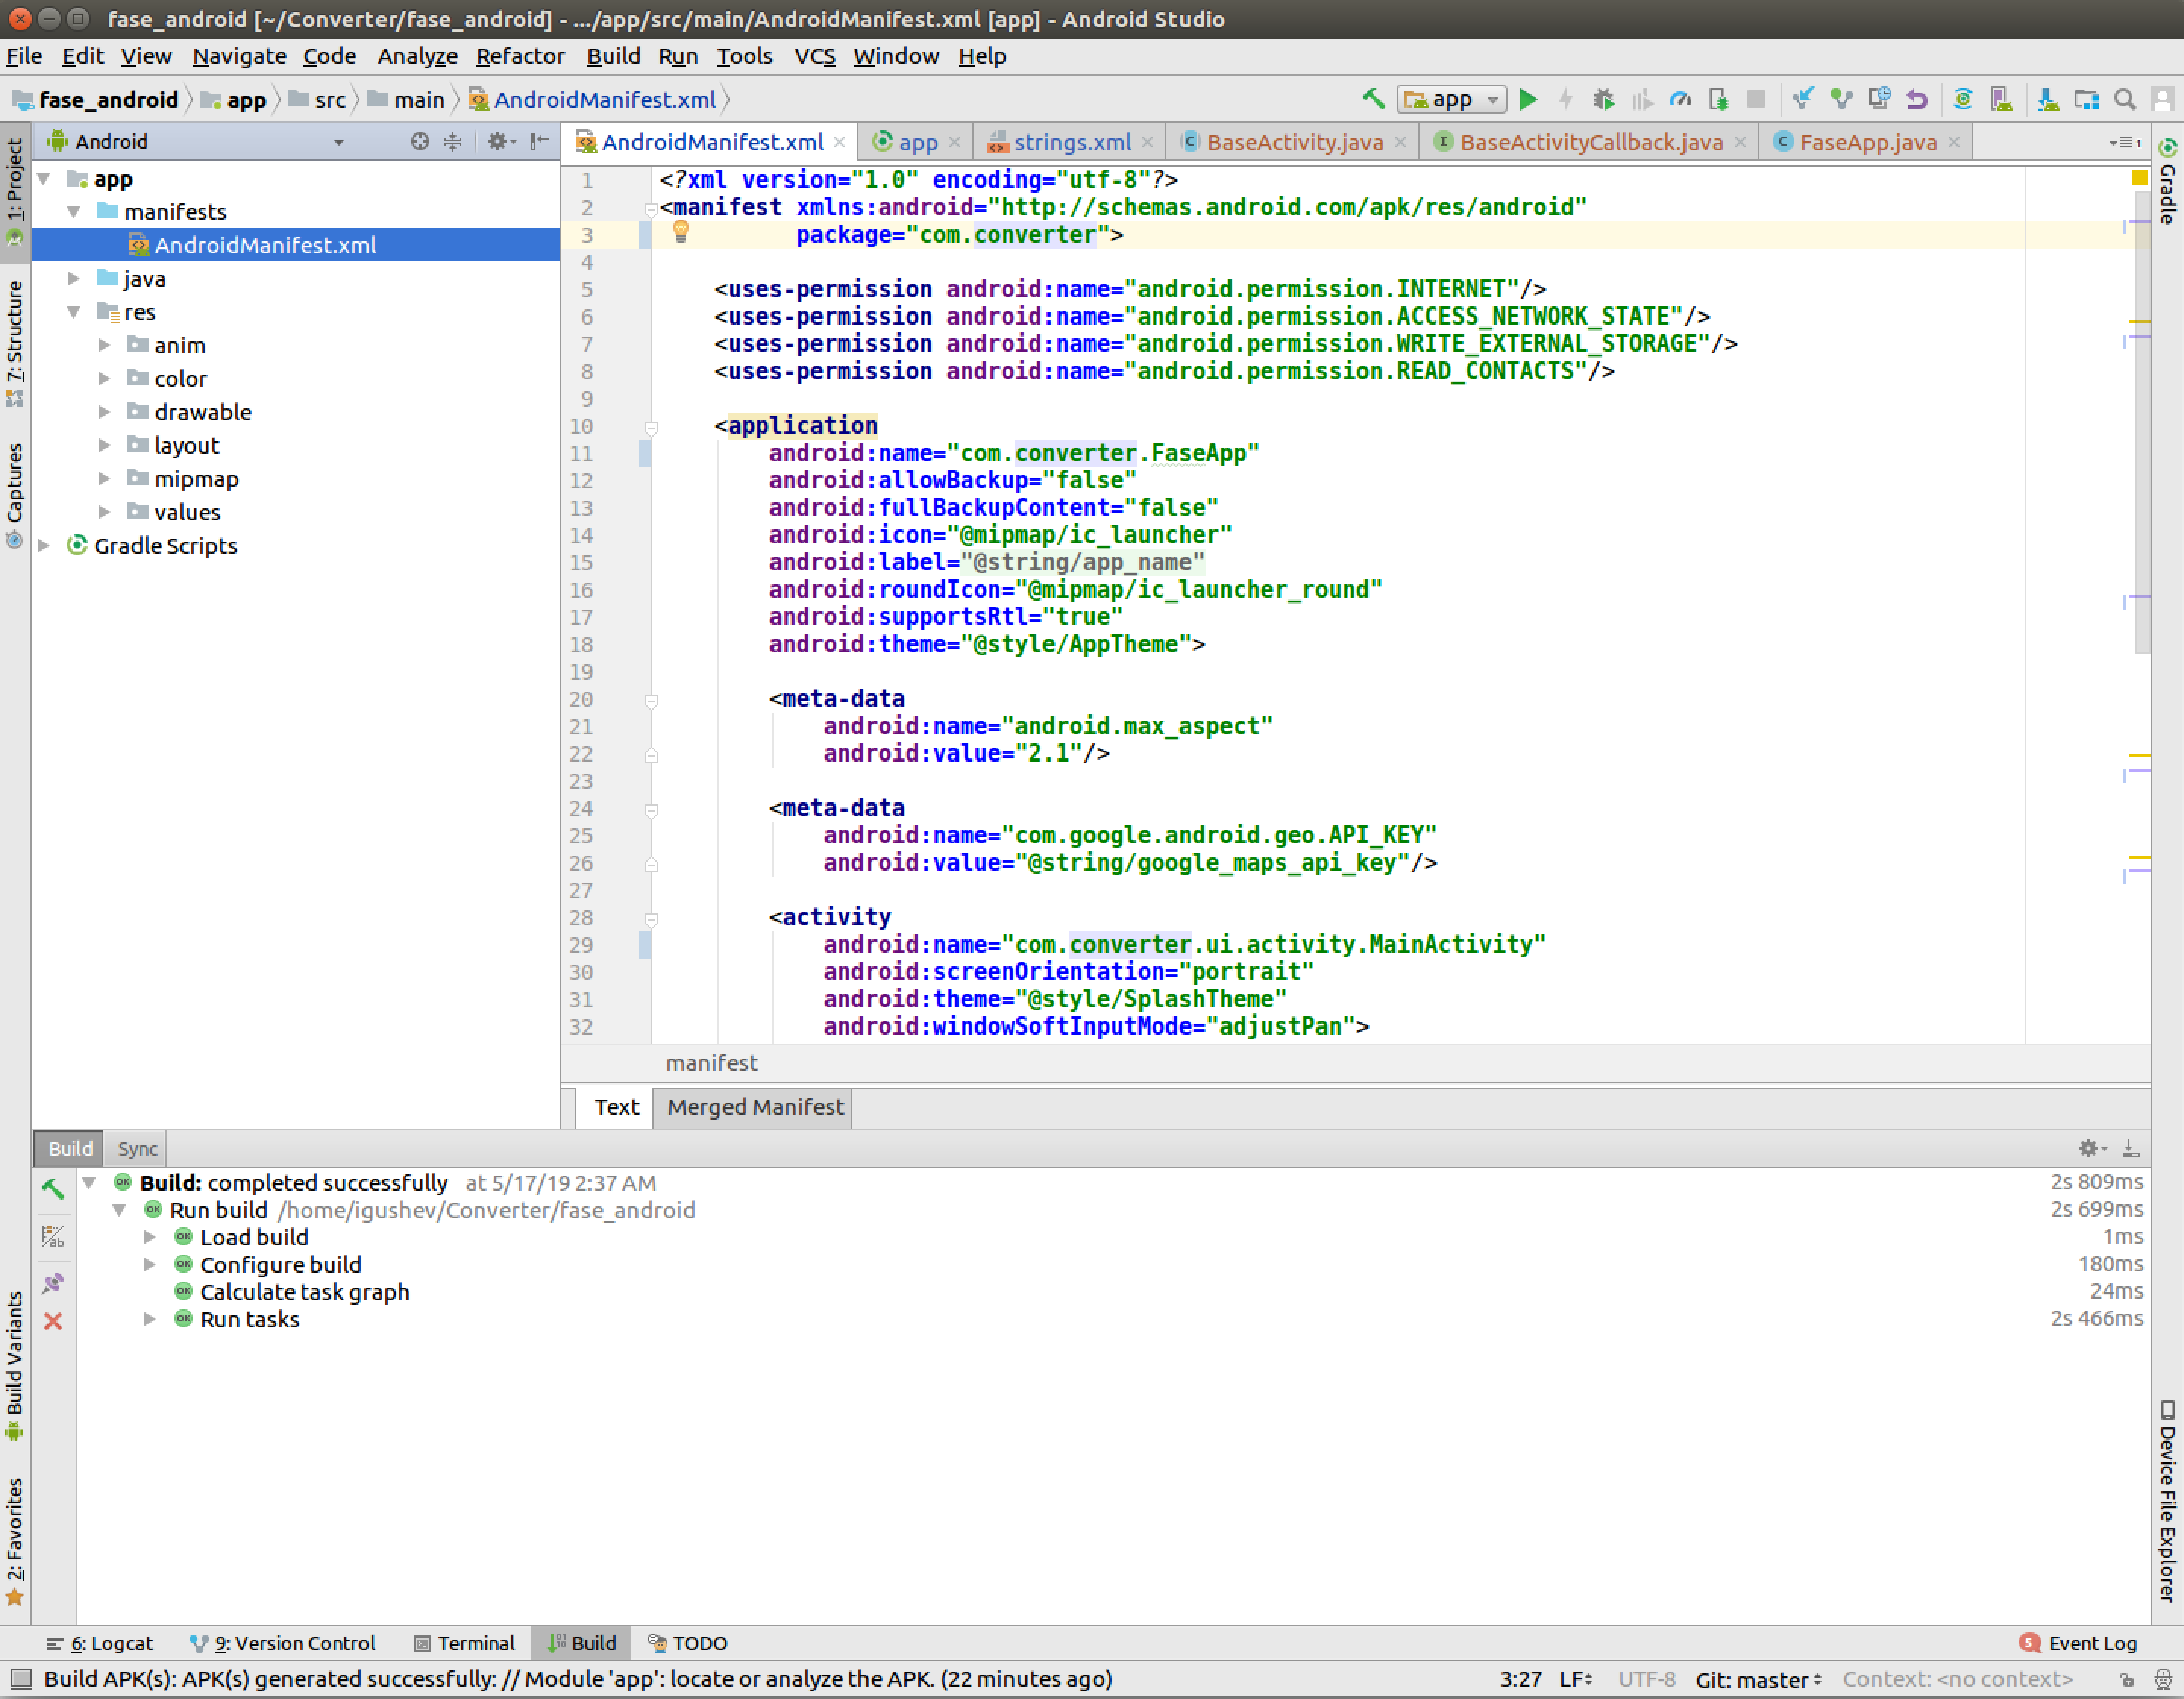 fase_android [~/Converter/fase_android] - .../app/src/main/AndroidManifest.xml [app] - Android Studio
File Edit View Navigate Code Analyze Refactor Build Run Tools VCS Window Help
fase_android app src main AndroidManifest.xml app
1: Project
7: Structure
Captures
Build Variants
2: Favorites
Android
app
manifests
AndroidManifest.xml
java
res
anim
color
drawable
layout
mipmap
values
Gradle Scripts
AndroidManifest.xml app strings.xml BaseActivity.java BaseActivityCallback.java FaseApp.java
1 <?xml version="1.0" encoding="utf-8"?>
2 <manifest xmlns:android="http://schemas.android.com/apk/res/android"
3 package="com.converter">
4
5 <uses-permission android:name="android.permission.INTERNET"/>
6 <uses-permission android:name="android.permission.ACCESS_NETWORK_STATE"/>
7 <uses-permission android:name="android.permission.WRITE_EXTERNAL_STORAGE"/>
8 <uses-permission android:name="android.permission.READ_CONTACTS"/>
9
10 <application
11 android:name="com.converter.FaseApp"
12 android:allowBackup="false"
13 android:fullBackupContent="false"
14 android:icon="@mipmap/ic_launcher"
15 android:label="@string/app_name"
16 android:roundIcon="@mipmap/ic_launcher_round"
17 android:supportsRtl="true"
18 android:theme="@style/AppTheme">
19
20 <meta-data
21 android:name="android.max_aspect"
22 android:value="2.1"/>
23
24 <meta-data
25 android:name="com.google.android.geo.API_KEY"
26 android:value="@string/google_maps_api_key"/>
27
28 <activity
29 android:name="com.converter.ui.activity.MainActivity"
30 android:screenOrientation="portrait"
31 android:theme="@style/SplashTheme"
32 android:windowSoftInputMode="adjustPan">
manifest
Text Merged Manifest
Gradle
Device File Explorer
Build Sync
Build: completed successfully at 5/17/19 2:37 AM 2s 809ms
Run build /home/igushev/Converter/fase_android 2s 699ms
Load build 1ms
Configure build 180ms
Calculate task graph 24ms
Run tasks 2s 466ms
6: Logcat 9: Version Control Terminal Build TODO 5 Event Log
Build APK(s): APK(s) generated successfully: // Module 'app': locate or analyze the APK. (22 minutes ago) 3:27 LF UTF-8 Git: master Context: <no context>